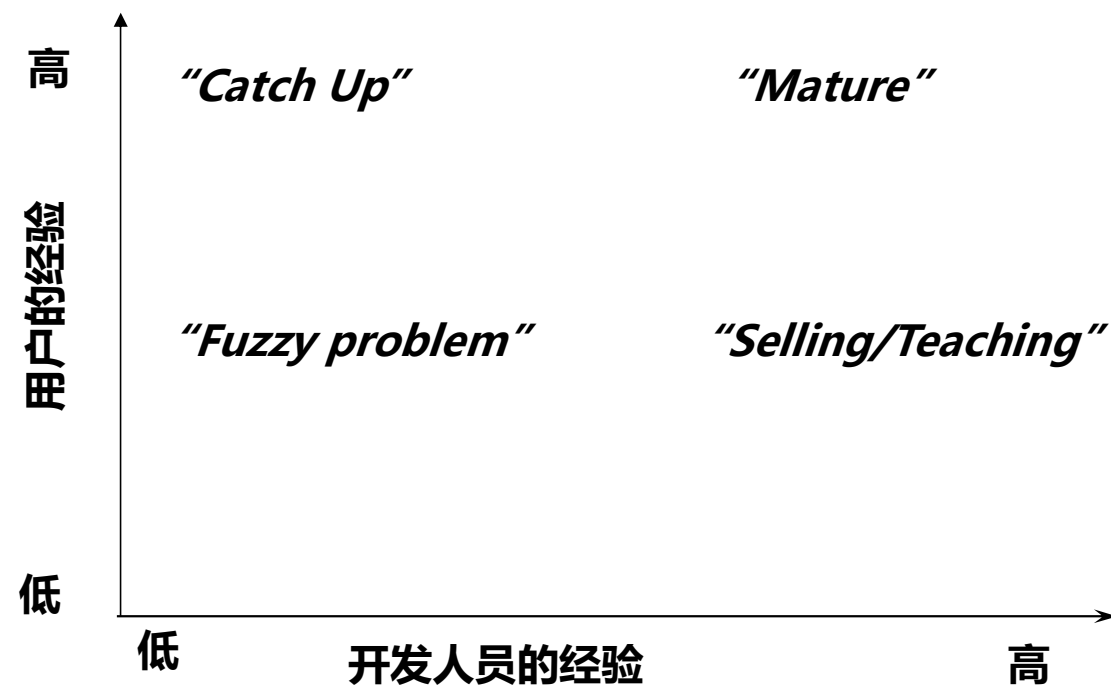 高
“Catch Up”
“Mature”
用户的经验
“Fuzzy problem”
“Selling/Teaching”
低
低
开发人员的经验
高